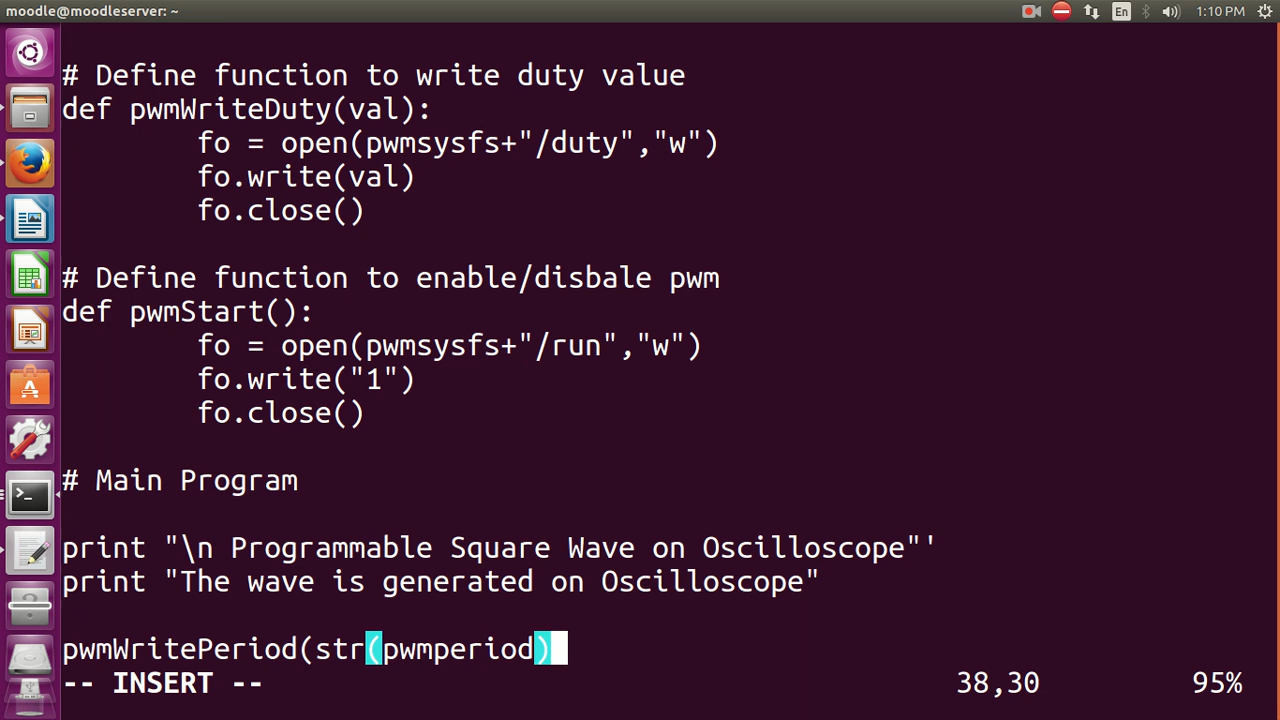 moodle@moodleserver: ~ En 1:10 PM
# Define function to write duty value
def pwmWriteDuty(val):
        fo = open(pwmsysfs+"/duty","w")
        fo.write(val)
        fo.close()
# Define function to enable/disbale pwm
def pwmStart():
        fo = open(pwmsysfs+"/run","w")
        fo.write("1")
        fo.close()
# Main Program
print "\n Programmable Square Wave on Oscilloscope"'
print "The wave is generated on Oscilloscope"
pwmWritePeriod(str(pwmperiod)
-- INSERT -- 38,30 95%